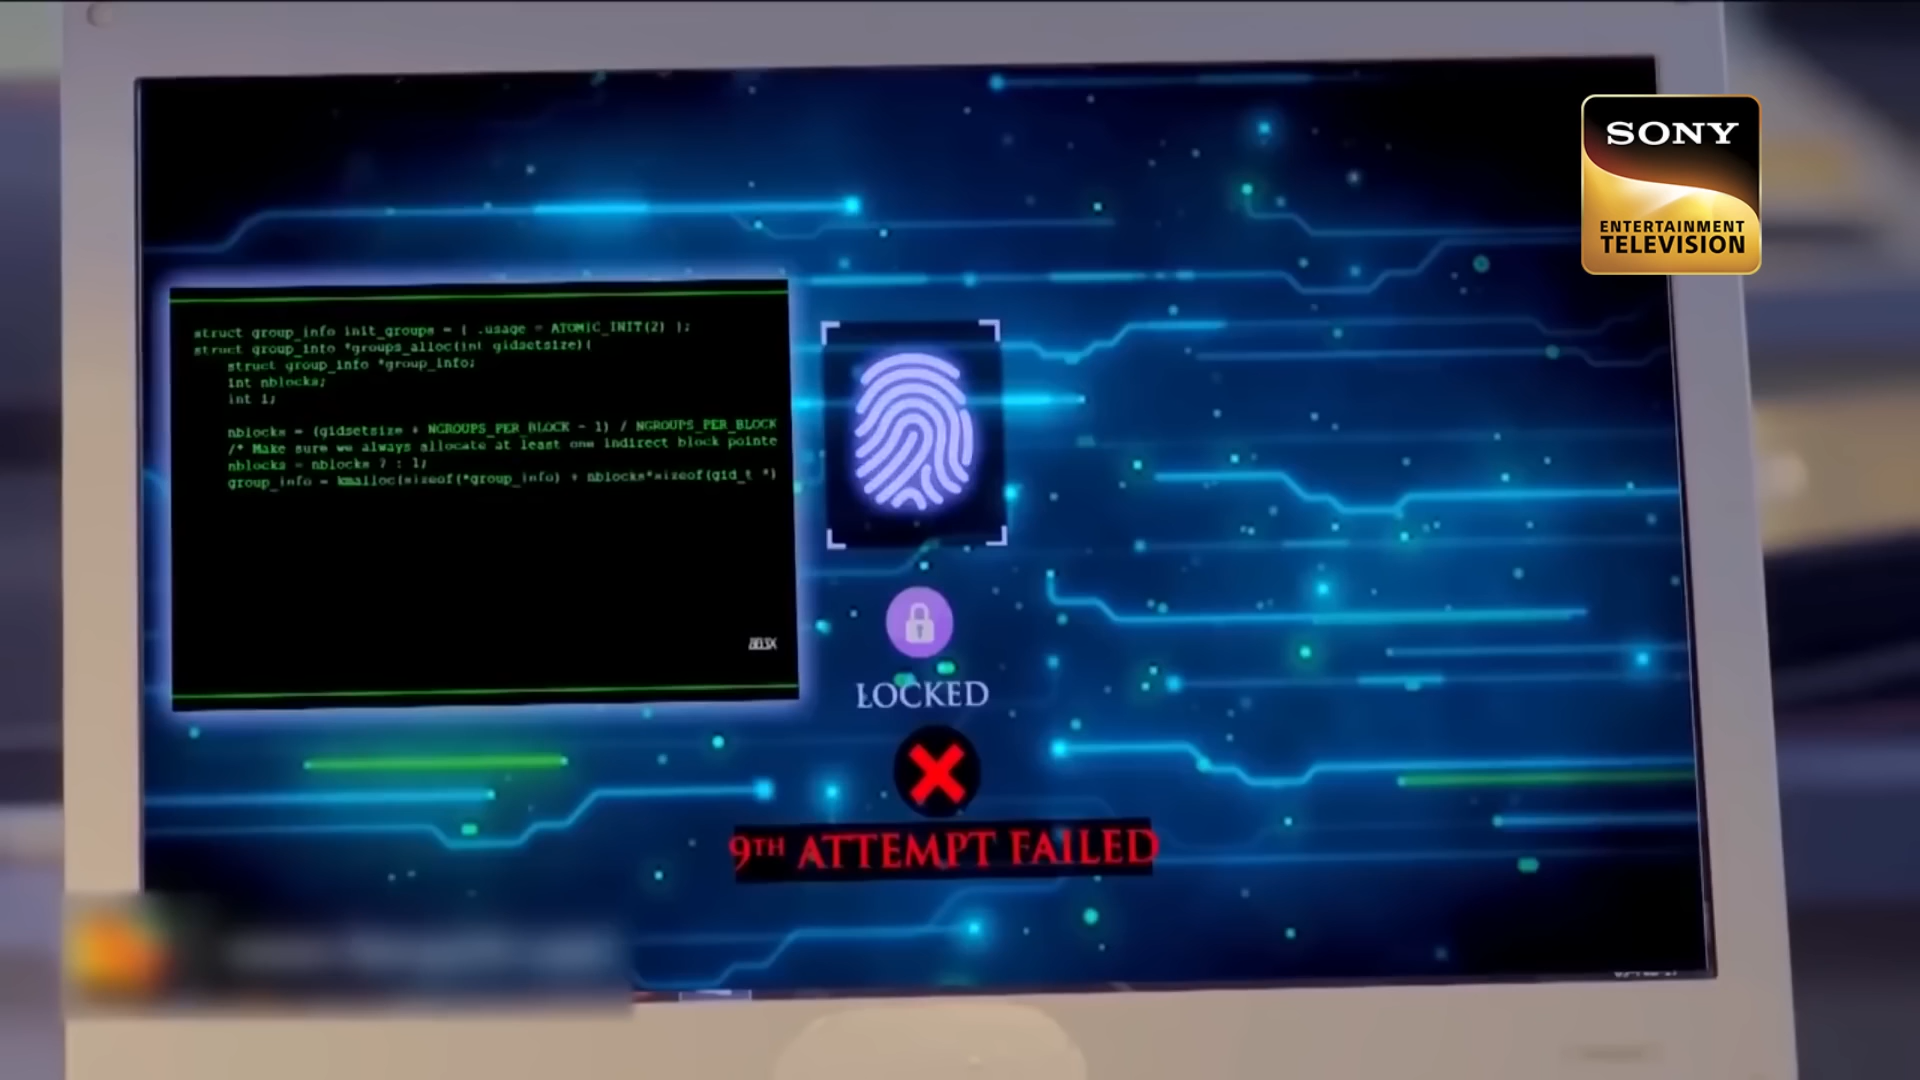 SONY
ENTERTAINMENT
TELEVISION
struct group_info init_groups = { .usage = ATOMIC_INIT(2) };
struct group_info *groups_alloc(int gidsetsize){
struct group_info *group_info;
int nblocks;
int i;
nblocks = (gidsetsize + NGROUPS_PER_BLOCK - 1) / NGROUPS_PER_BLOCK
/* Make sure we always allocate at least one indirect block pointe
nblocks = nblocks ? : 1;
group_info = kmalloc(sizeof(*group_info) + nblocks*sizeof(gid_t *)
LOCKED
9TH ATTEMPT FAILED